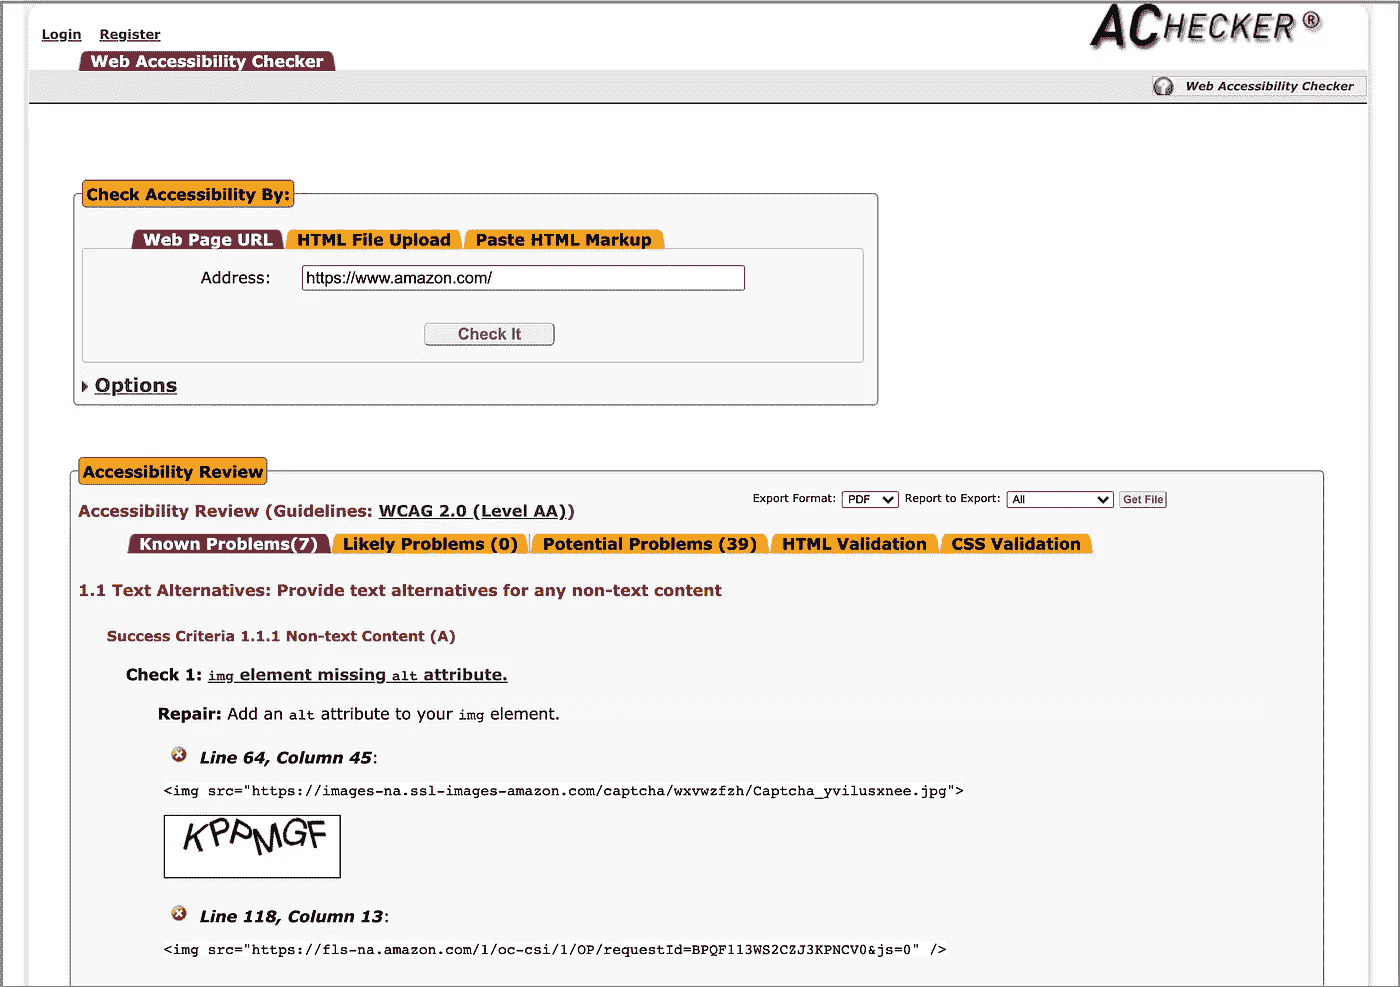 Login Register
ACHECKER ®
Web Accessibility Checker
Web Accessibility Checker
Check Accessibility By:
Web Page URL HTML File Upload Paste HTML Markup
Address: https://www.amazon.com/
Check It
Options
Accessibility Review
Export Format: PDF Report to Export: All Get File
Accessibility Review (Guidelines: WCAG 2.0 (Level AA))
Known Problems(7) Likely Problems (0) Potential Problems (39) HTML Validation CSS Validation
1.1 Text Alternatives: Provide text alternatives for any non-text content
Success Criteria 1.1.1 Non-text Content (A)
Check 1: img element missing alt attribute.
Repair: Add an alt attribute to your img element.
Line 64, Column 45:
<img src="https://images-na.ssl-images-amazon.com/captcha/wxvwzfzh/Captcha_yvilusxnee.jpg">
KPPMGF
Line 118, Column 13:
<img src="https://fls-na.amazon.com/1/oc-csi/1/OP/requestId=BPQF113WS2CZJ3KPNCV0&js=0" />